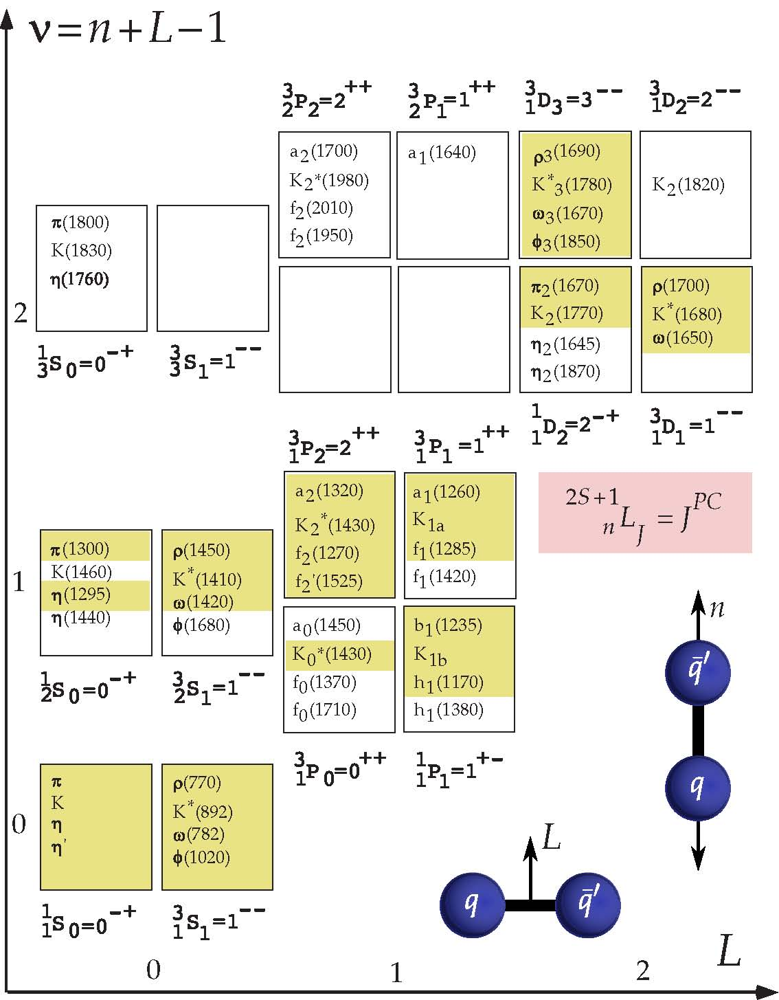 ν=n+L−1
³₂P₂=2⁺⁺
³₂P₁=1⁺⁺
³₁D₃=3⁻⁻
³₁D₂=2⁻⁻
a₂(1700)
K₂*(1980)
f₂(2010)
f₂(1950)
a₁(1640)
ρ₃(1690)
K*₃(1780)
ω₃(1670)
ϕ₃(1850)
K₂(1820)
π(1800)
K(1830)
η(1760)
2
π₂(1670)
K₂(1770)
η₂(1645)
η₂(1870)
ρ(1700)
K*(1680)
ω(1650)
¹₃S₀=0⁻⁺
³₃S₁=1⁻⁻
¹₁D₂=2⁻⁺
³₁D₁=1⁻⁻
³₁P₂=2⁺⁺
³₁P₁=1⁺⁺
a₂(1320)
K₂*(1430)
f₂(1270)
f₂'(1525)
a₁(1260)
K₁a
f₁(1285)
f₁(1420)
2S+1
nL_J = J^PC
1
π(1300)
K(1460)
η(1295)
η(1440)
ρ(1450)
K*(1410)
ω(1420)
ϕ(1680)
a₀(1450)
K₀*(1430)
f₀(1370)
f₀(1710)
b₁(1235)
K₁b
h₁(1170)
h₁(1380)
n
q̄′
q
¹₂S₀=0⁻⁺
³₂S₁=1⁻⁻
³₁P₀=0⁺⁺
¹₁P₁=1⁺⁻
0
π
K
η
η'
ρ(770)
K*(892)
ω(782)
ϕ(1020)
L
q
q̄′
¹₁S₀=0⁻⁺
³₁S₁=1⁻⁻
0
1
2
L